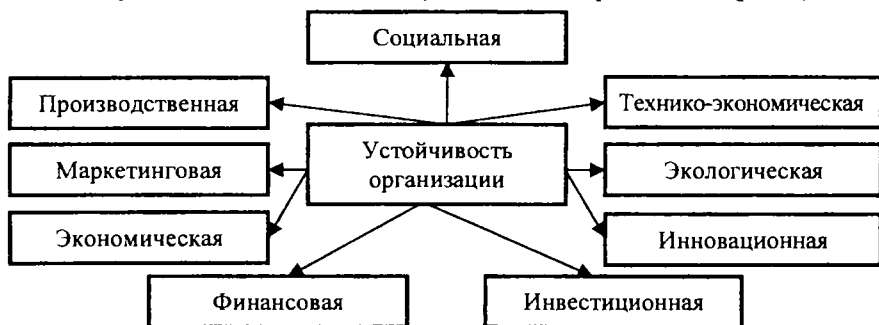 Социальная
Производственная
Технико-экономическая
Устойчивость
организации
Маркетинговая
Экологическая
Экономическая
Инновационная
Финансовая
Инвестиционная